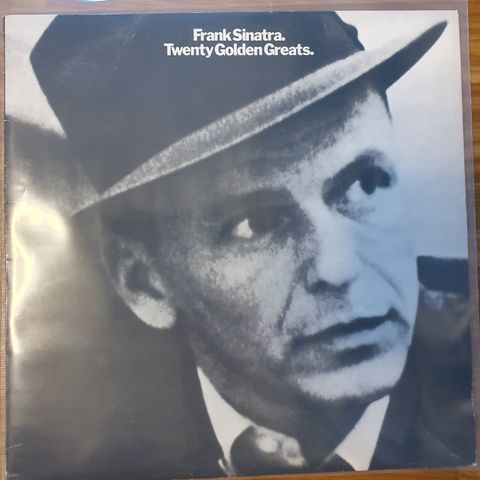 Frank Sinatra.
Twenty Golden Greats.